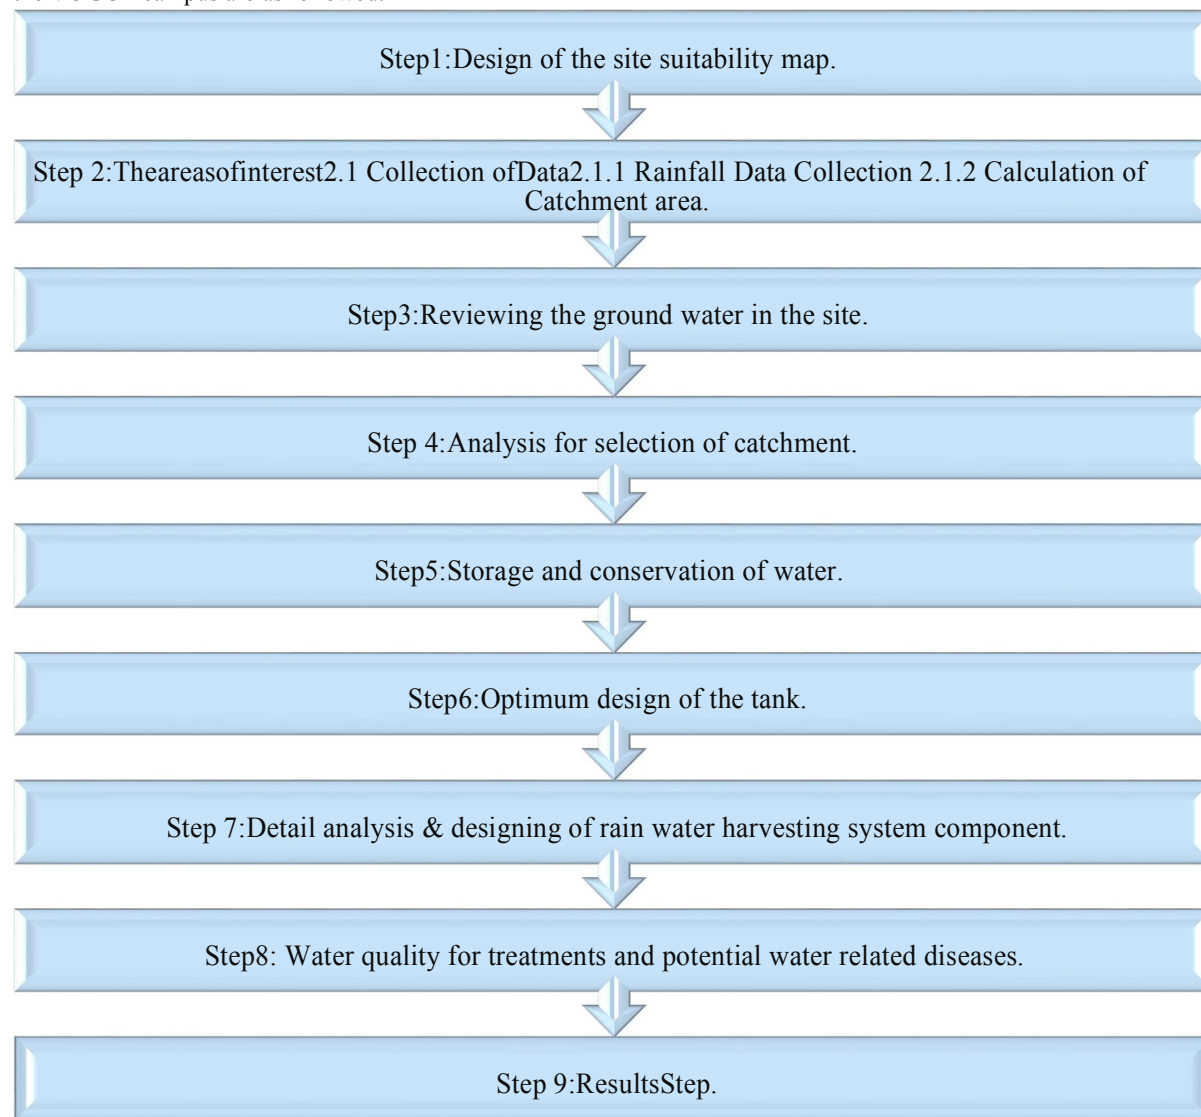 Step1:Design of the site suitability map.
Step 2:Theareasofinterest2.1 Collection ofData2.1.1 Rainfall Data Collection 2.1.2 Calculation of
Catchment area.
Step3:Reviewing the ground water in the site.
Step 4:Analysis for selection of catchment.
Step5:Storage and conservation of water.
Step6:Optimum design of the tank.
Step 7:Detail analysis & designing of rain water harvesting system component.
Step8: Water quality for treatments and potential water related diseases.
Step 9:ResultsStep.